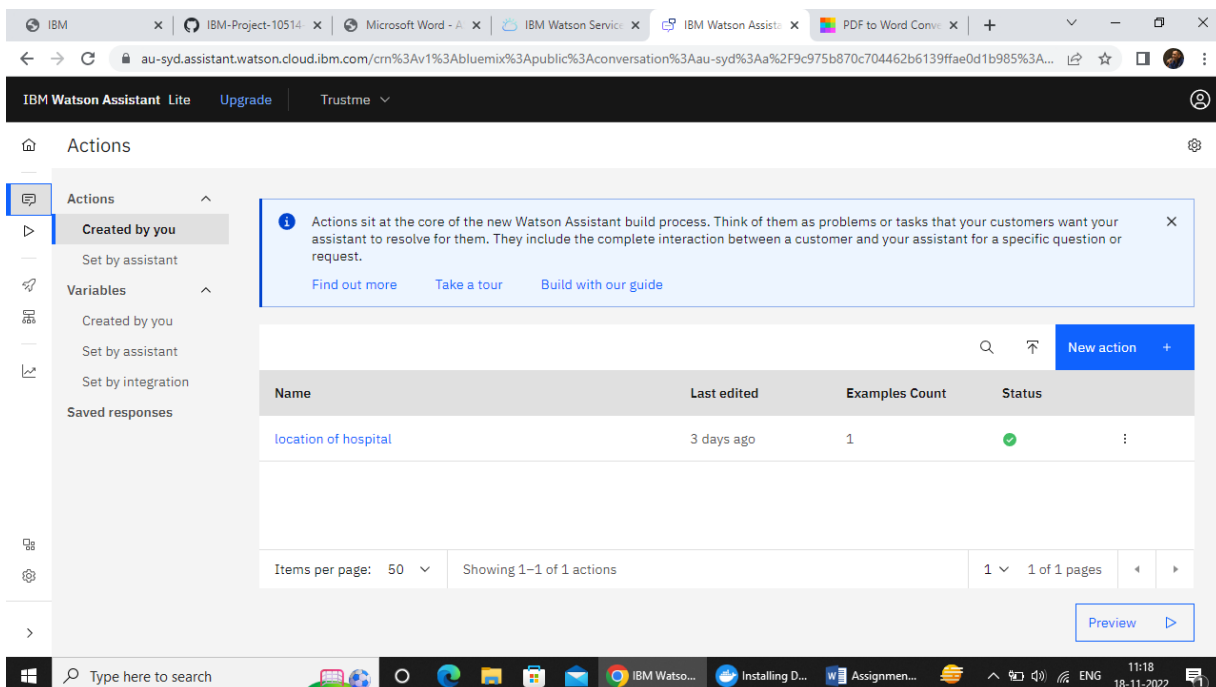 IBM
IBM-Project-10514-
Microsoft Word - A
IBM Watson Service
IBM Watson Assista
PDF to Word Conve
au-syd.assistant.watson.cloud.ibm.com/crn%3Av1%3Abluemix%3Apublic%3Aconversation%3Aau-syd%3Aa%2F9c975b870c704462b6139ffae0d1b985%3A...
IBM Watson Assistant Lite Upgrade Trustme
Actions
Actions
Created by you
Set by assistant
Variables
Created by you
Set by assistant
Set by integration
Saved responses
Actions sit at the core of the new Watson Assistant build process. Think of them as problems or tasks that your customers want your
assistant to resolve for them. They include the complete interaction between a customer and your assistant for a specific question or
request.
Find out more Take a tour Build with our guide
New action +
Name Last edited Examples Count Status
location of hospital 3 days ago 1
Items per page: 50 Showing 1–1 of 1 actions 1 1 of 1 pages
Preview
Type here to search
IBM Watso...
Installing D...
Assignmen...
ENG
11:18
18-11-2022
1